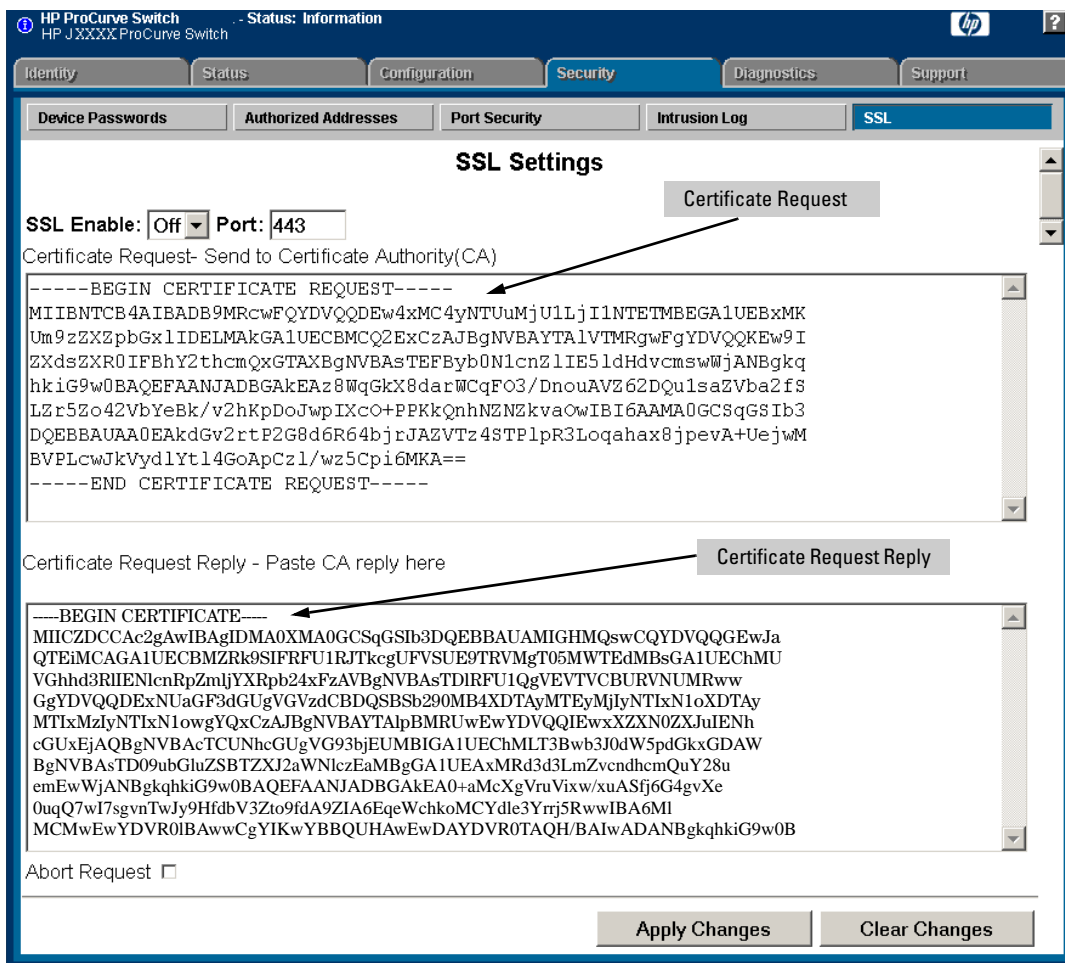 HP ProCurve Switch . - Status: Information
HP JXXXX ProCurve Switch
hp
?
Identity Status Configuration Security Diagnostics Support
Device Passwords Authorized Addresses Port Security Intrusion Log SSL
SSL Settings
Certificate Request
SSL Enable: Off Port: 443
Certificate Request- Send to Certificate Authority(CA)
-----BEGIN CERTIFICATE REQUEST-----
MIIBNTCB4AIBADB9MRcwFQYDVQQDEw4xMC4yNTUuMjU1LjI1NTETMBEGA1UEBxMK
Um9zZXZpbGxlIDELMAkGA1UECBMCQ2ExCzAJBgNVBAYTAlVTMRgwFgYDVQQKEw9I
ZXdsZXR0IFBhY2thcmQxGTAXBgNVBAsTEFByb0N1cnZlIE5ldHdvcmswWjANBgkq
hkiG9w0BAQEFAANJADBGAkEAz8WqGkX8darWCqFO3/DnouAVZ62DQu1saZVba2fS
LZr5Zo42VbYeBk/v2hKpDoJwpIXcO+PPKkQnhNZNZkvaOwIBI6AAMA0GCSqGSIb3
DQEBBAUAA0EAkdGv2rtP2G8d6R64bjrJAZVTz4STPlpR3Loqahax8jpevA+UejwM
BVPLcwJkVydlYtl4GoApCzl/wz5Cpi6MKA==
-----END CERTIFICATE REQUEST-----
Certificate Request Reply - Paste CA reply here
Certificate Request Reply
-----BEGIN CERTIFICATE-----
MIICZDCCAc2gAwIBAgIDMA0XMA0GCSqGSIb3DQEBBAUAMIGHMQswCQYDVQQGEwJa
QTEiMCAGA1UECBMZRk9SIFRFU1RJTkcgUFVSUE9TRVMgT05MWTEdMBsGA1UEChMU
VGhhd3RlIENlcnRpZmljYXRpb24xFzAVBgNVBAsTDlRFU1QgVEVTVCBURVNUMRww
GgYDVQQDExNUaGF3dGUgVGVzdCBDQSBSb290MB4XDTAyMTEyMjIyNTIxN1oXDTAy
MTIxMzIyNTIxN1owgYQxCzAJBgNVBAYTAlpBMRUwEwYDVQQIEwxXZXN0ZXJuIENh
cGUxEjAQBgNVBAcTCUNhcGUgVG93bjEUMBIGA1UEChMLT3Bwb3J0dW5pdGkxGDAW
BgNVBAsTD09ubGluZSBTZXJ2aWNlczEaMBgGA1UEAxMRd3d3LmZvcndhcmQuY28u
emEwWjANBgkqhkiG9w0BAQEFAANJADBGAkEA0+aMcXgVruVixw/xuASfj6G4gvXe
0uqQ7wI7sgvnTwJy9HfdbV3Zto9fdA9ZIA6EqeWchkoMCYdle3Yrrj5RwwIBA6Ml
MCMwEwYDVR0lBAwwCgYIKwYBBQUHAwEwDAYDVR0TAQH/BAIwADANBgkqhkiG9w0B
Abort Request
Apply Changes Clear Changes